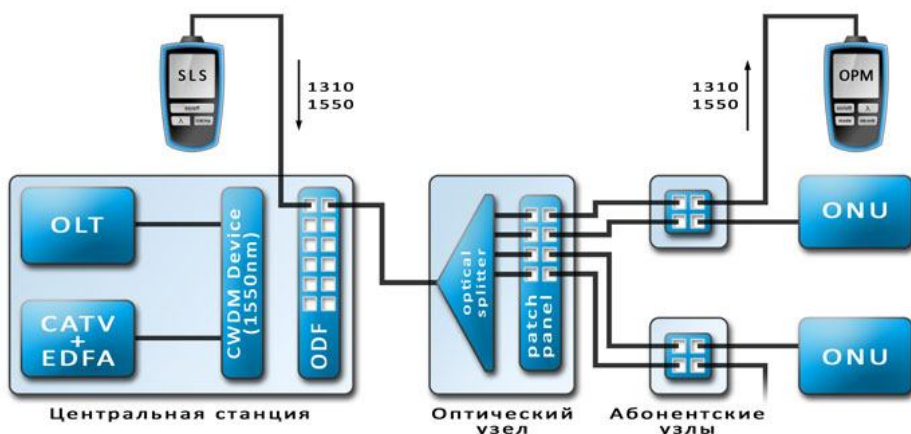 SLS
1310
1550
1310
1550
OPM
OLT
CATV
+
EDFA
CWDM Device
(1550nm)
ODF
optical
splitter
patch
panel
ONU
ONU
Центральная станция
Оптический
узел
Абонентские
узлы